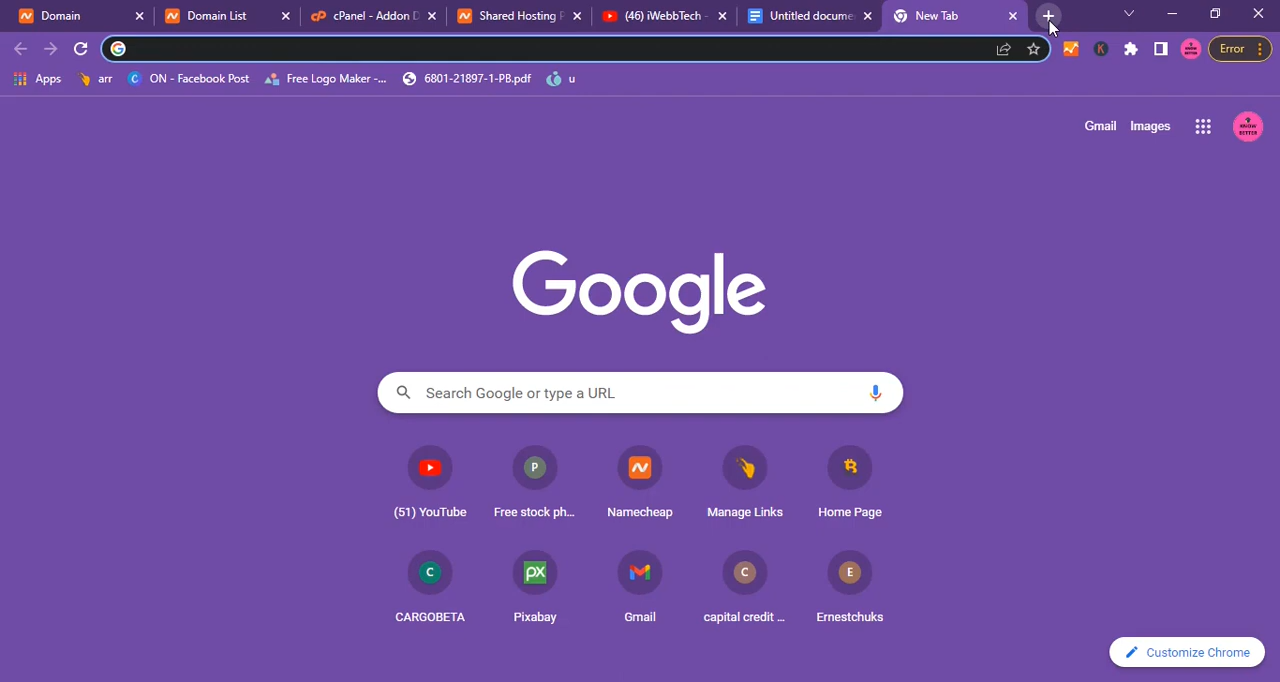 Domain
Domain List
cPanel - Addon D
Shared Hosting P
(46) iWebbTech -
Untitled docume
New Tab
Error
Apps
arr
ON - Facebook Post
Free Logo Maker -...
6801-21897-1-PB.pdf
u
Gmail
Images
Google
Search Google or type a URL
(51) YouTube
Free stock ph...
Namecheap
Manage Links
Home Page
CARGOBETA
Pixabay
Gmail
capital credit ...
Ernestchuks
Customize Chrome